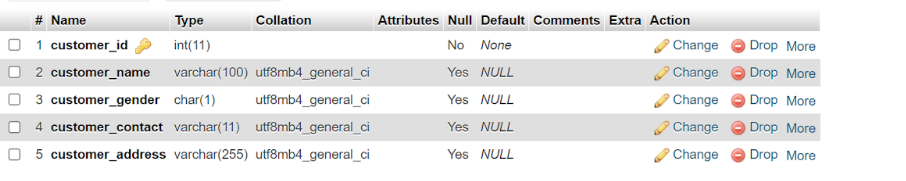 # Name Type Collation Attributes Null Default Comments Extra Action
1 customer_id int(11) No None Change Drop More
2 customer_name varchar(100) utf8mb4_general_ci Yes NULL Change Drop More
3 customer_gender char(1) utf8mb4_general_ci Yes NULL Change Drop More
4 customer_contact varchar(11) utf8mb4_general_ci Yes NULL Change Drop More
5 customer_address varchar(255) utf8mb4_general_ci Yes NULL Change Drop More